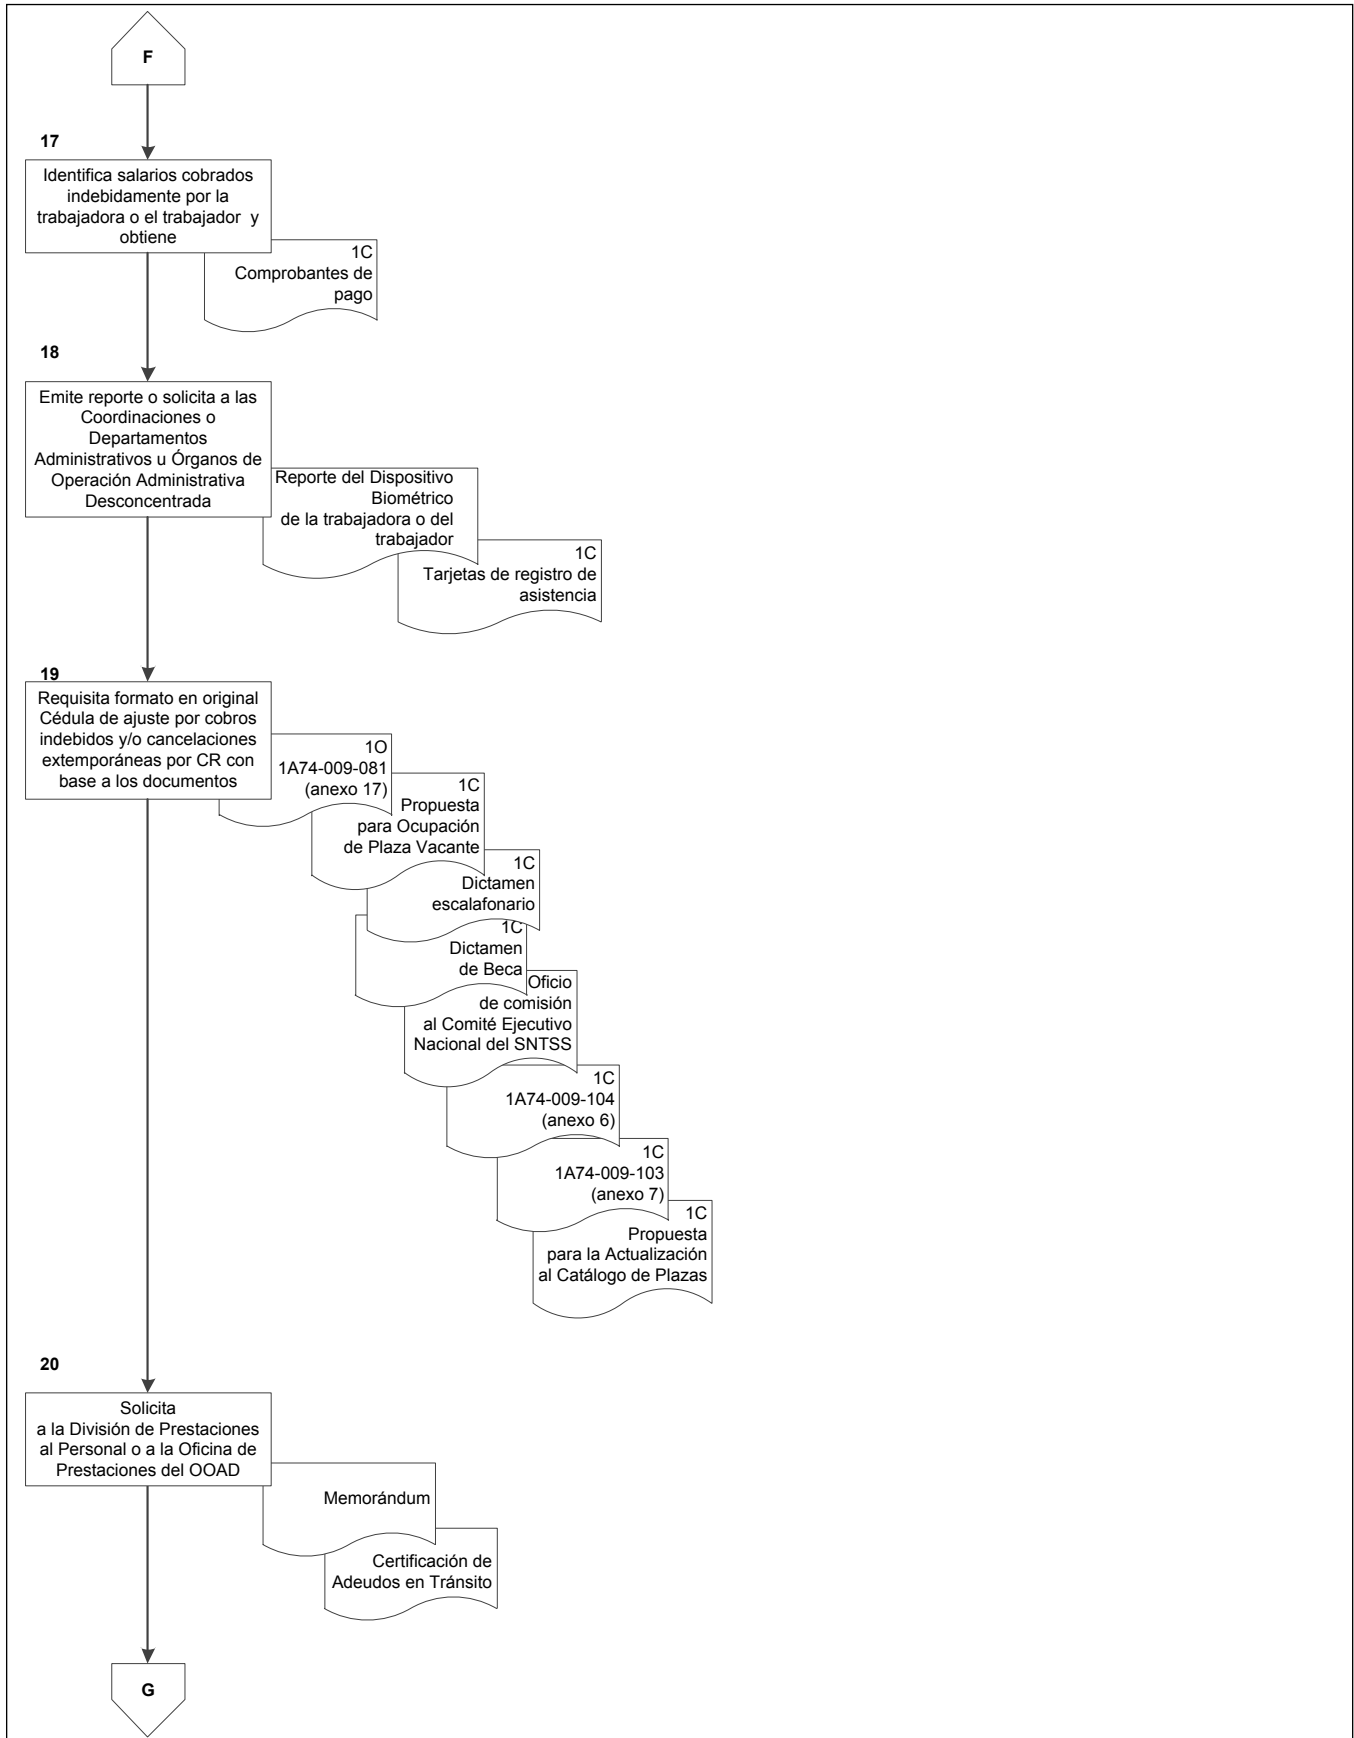 F
17
Identifica salarios cobrados
indebidamente por la
trabajadora o el trabajador y
obtiene
1C
Comprobantes de
pago
18
Emite reporte o solicita a las
Coordinaciones o
Departamentos
Administrativos u Órganos de
Operación Administrativa
Desconcentrada
Reporte del Dispositivo
Biométrico
de la trabajadora o del
trabajador
1C
Tarjetas de registro de
asistencia
19
Requisita formato en original
Cédula de ajuste por cobros
indebidos y/o cancelaciones
extemporáneas por CR con
base a los documentos
1O
1A74-009-081
(anexo 17)
1C
Propuesta
para Ocupación
de Plaza Vacante
1C
Dictamen
escalafonario
1C
Dictamen
de Beca
Oficio
de comisión
al Comité Ejecutivo
Nacional del SNTSS
1C
1A74-009-104
(anexo 6)
1C
1A74-009-103
(anexo 7)
1C
Propuesta
para la Actualización
al Catálogo de Plazas
20
Solicita
a la División de Prestaciones
al Personal o a la Oficina de
Prestaciones del OOAD
Memorándum
Certificación de
Adeudos en Tránsito
G